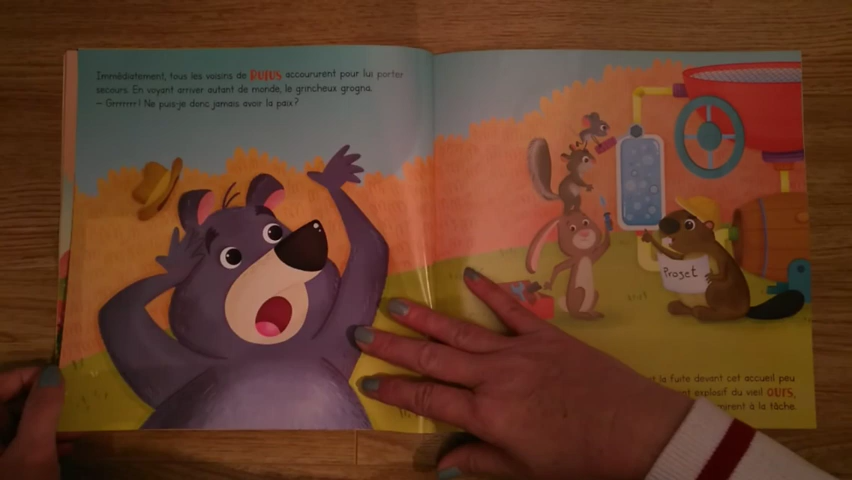 Immédiatement, tous les voisins de RUFUS accoururent pour lui porter
secours. En voyant arriver autant de monde, le grincheux grogna.
– Grrrrrr! Ne puis-je donc jamais avoir la paix?
Projet
la fuite devant cet accueil peu
explosif du vieil OURS,
à la tâche.